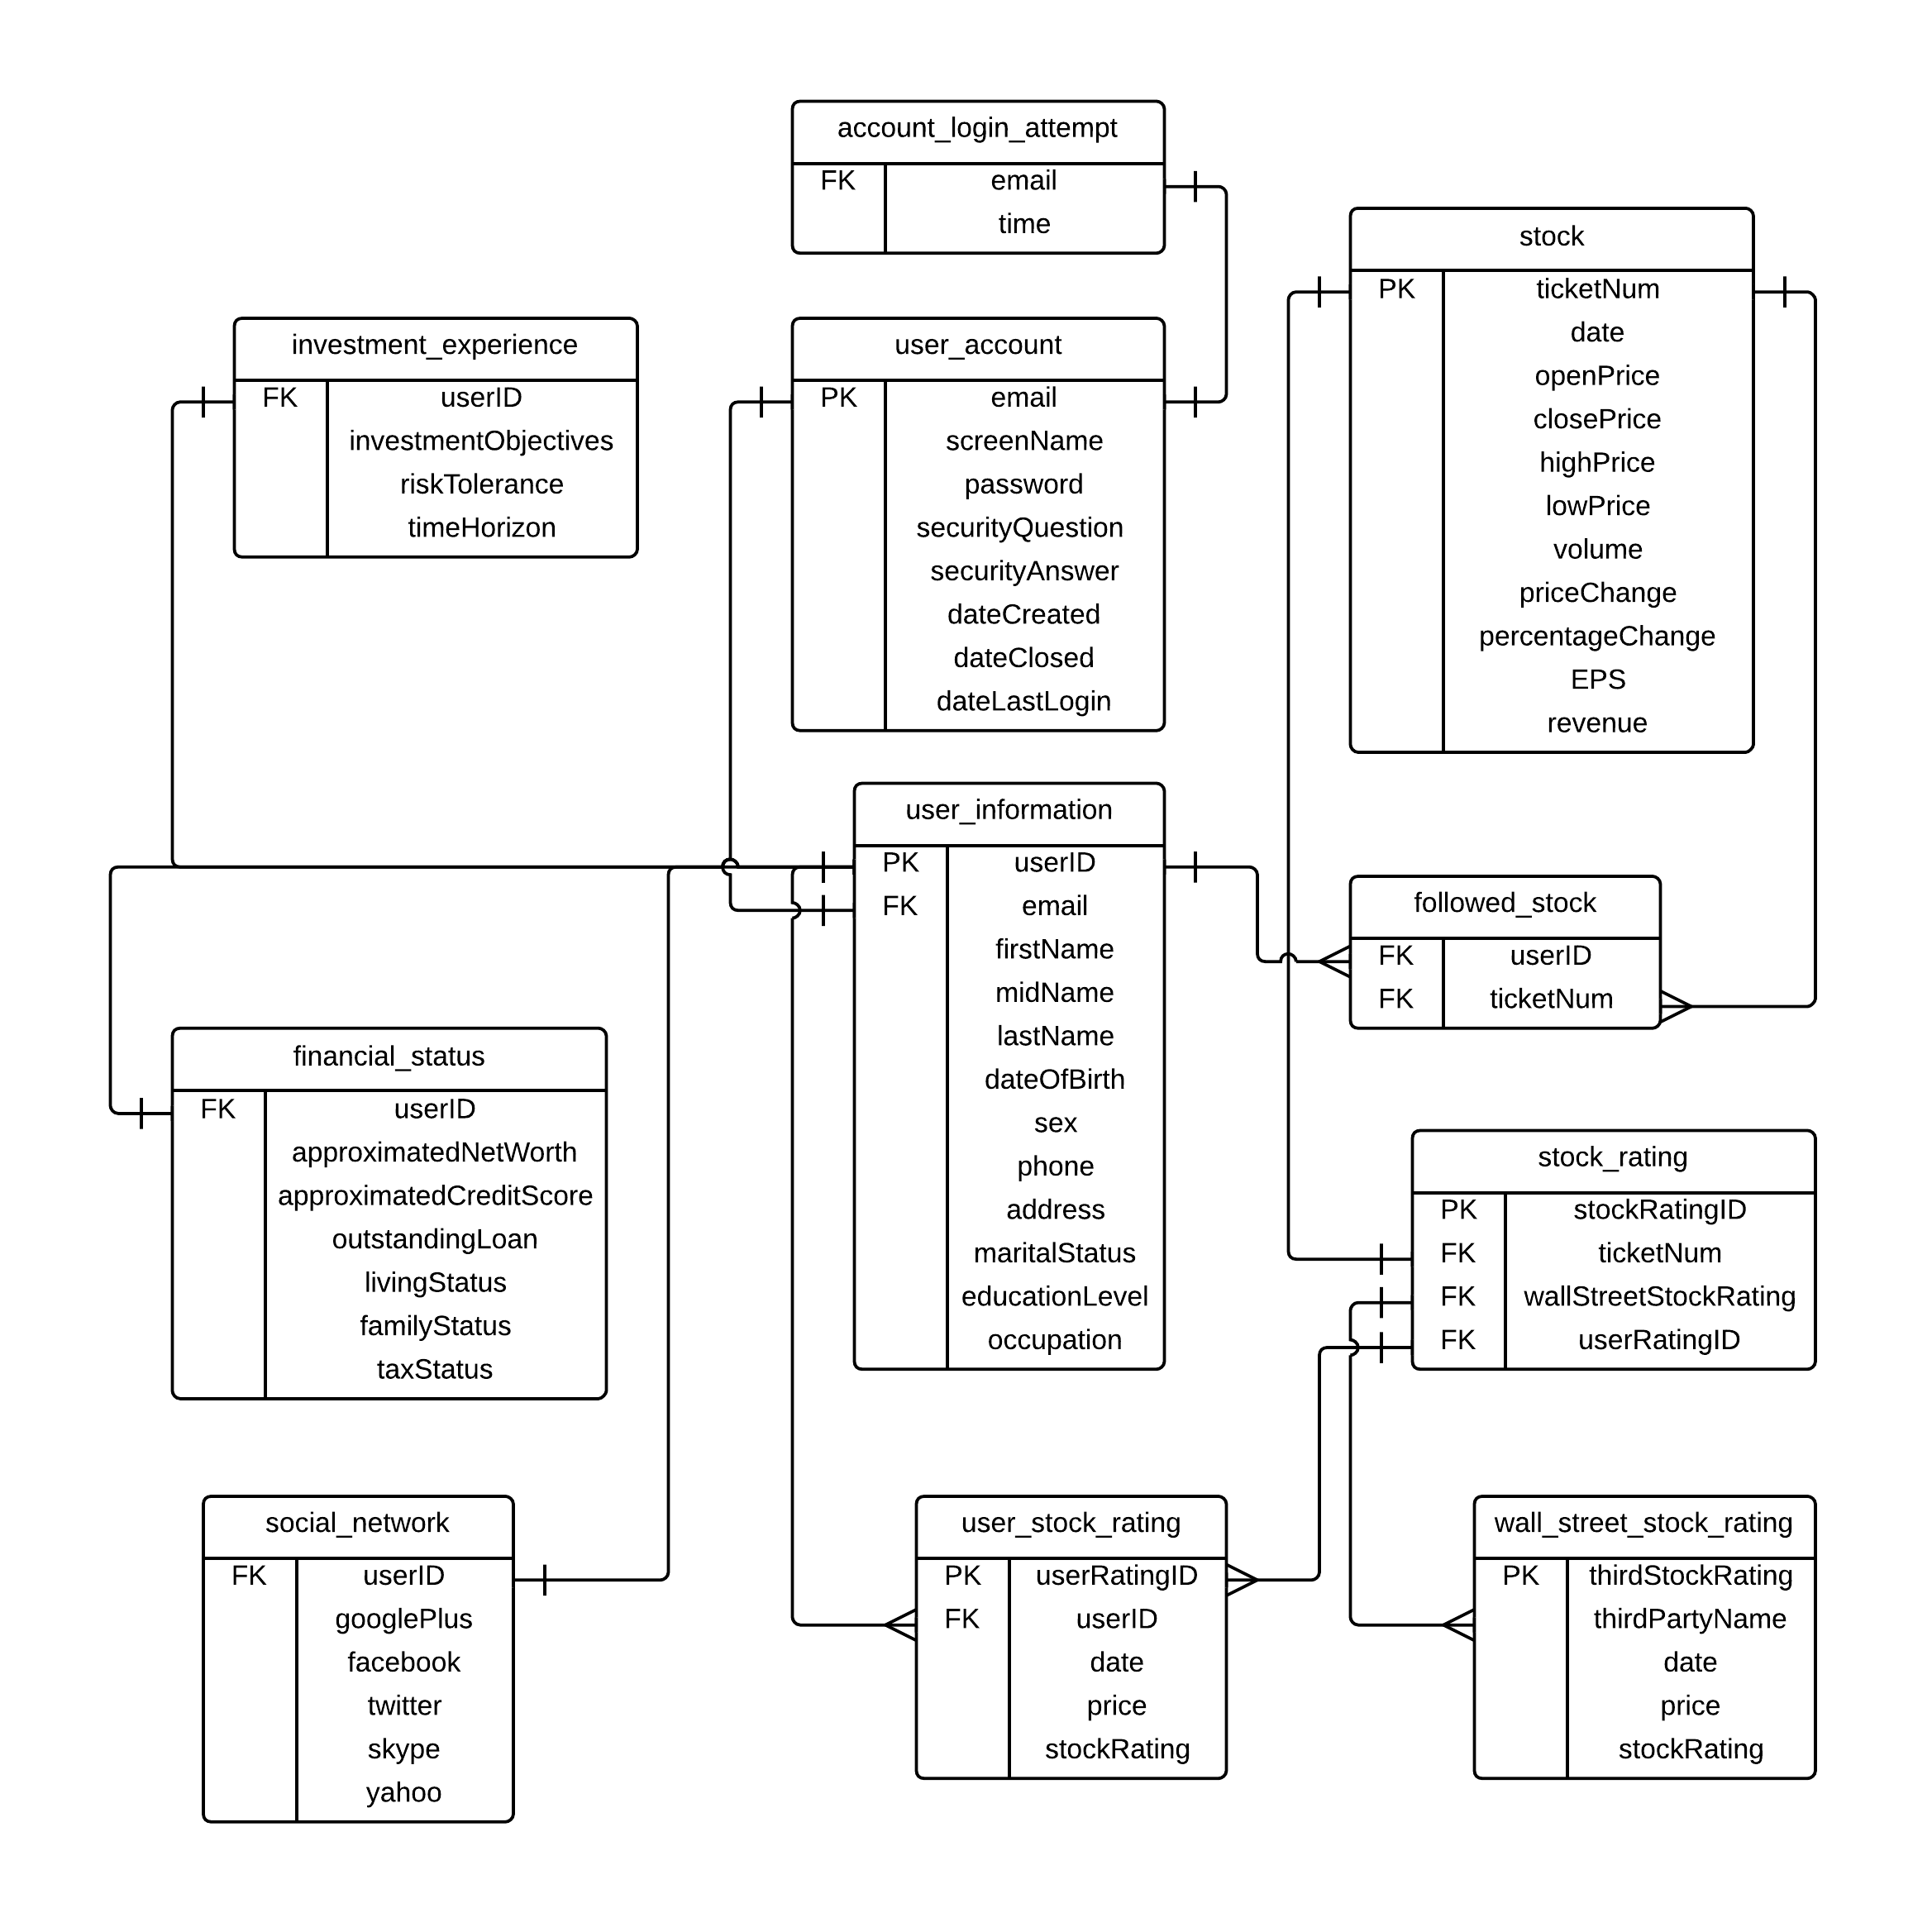 account_login_attempt
FK email
time
stock
PK ticketNum
date
openPrice
closePrice
highPrice
lowPrice
volume
priceChange
percentageChange
EPS
revenue
investment_experience
FK userID
investmentObjectives
riskTolerance
timeHorizon
user_account
PK email
screenName
password
securityQuestion
securityAnswer
dateCreated
dateClosed
dateLastLogin
user_information
PK userID
FK email
firstName
midName
lastName
dateOfBirth
sex
phone
address
maritalStatus
educationLevel
occupation
followed_stock
FK userID
FK ticketNum
financial_status
FK userID
approximatedNetWorth
approximatedCreditScore
outstandingLoan
livingStatus
familyStatus
taxStatus
stock_rating
PK stockRatingID
FK ticketNum
FK wallStreetStockRating
FK userRatingID
social_network
FK userID
googlePlus
facebook
twitter
skype
yahoo
user_stock_rating
PK userRatingID
FK userID
date
price
stockRating
wall_street_stock_rating
PK thirdStockRating
thirdPartyName
date
price
stockRating